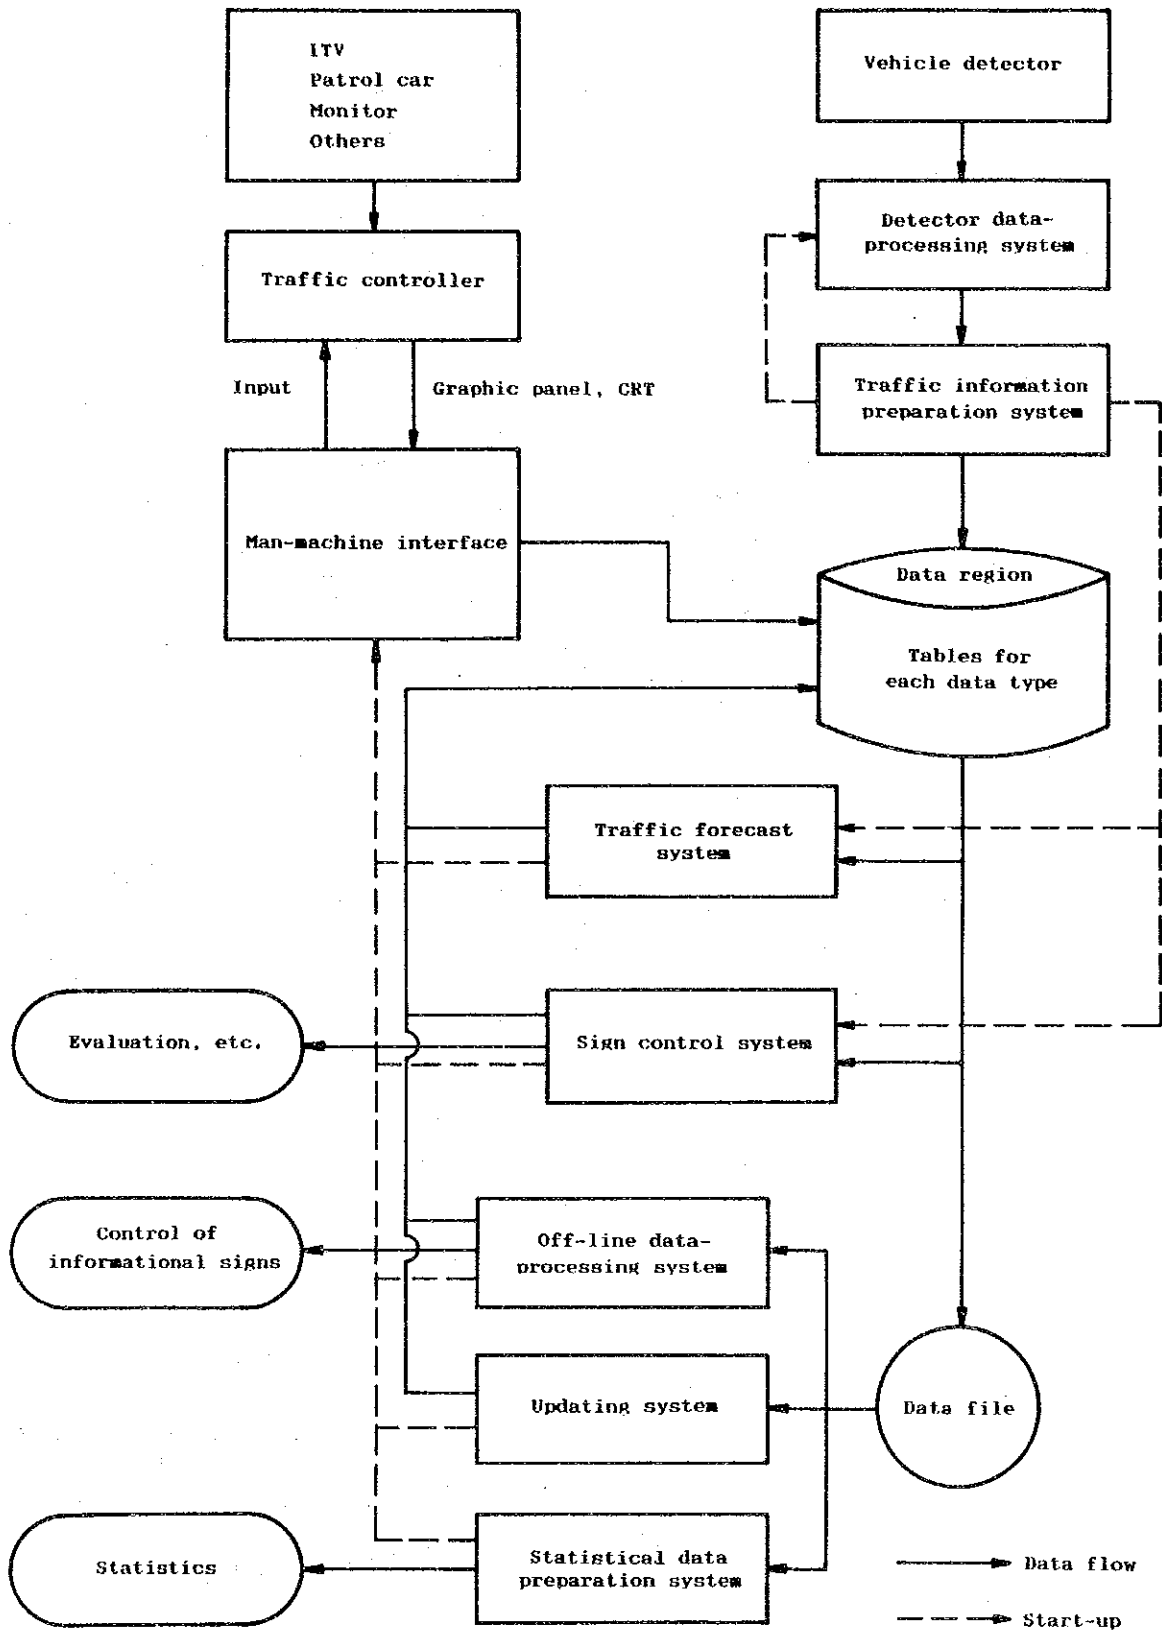 ITV
Patrol car
Monitor
Others
Vehicle detector
Detector data-
processing system
Traffic controller
Input
Graphic panel, CRT
Traffic information
preparation system
Man-machine interface
Data region
Tables for
each data type
Traffic forecast
system
Evaluation, etc.
Sign control system
Control of
informational signs
Off-line data-
processing system
Updating system
Data file
Statistics
Statistical data
preparation system
Data flow
Start-up